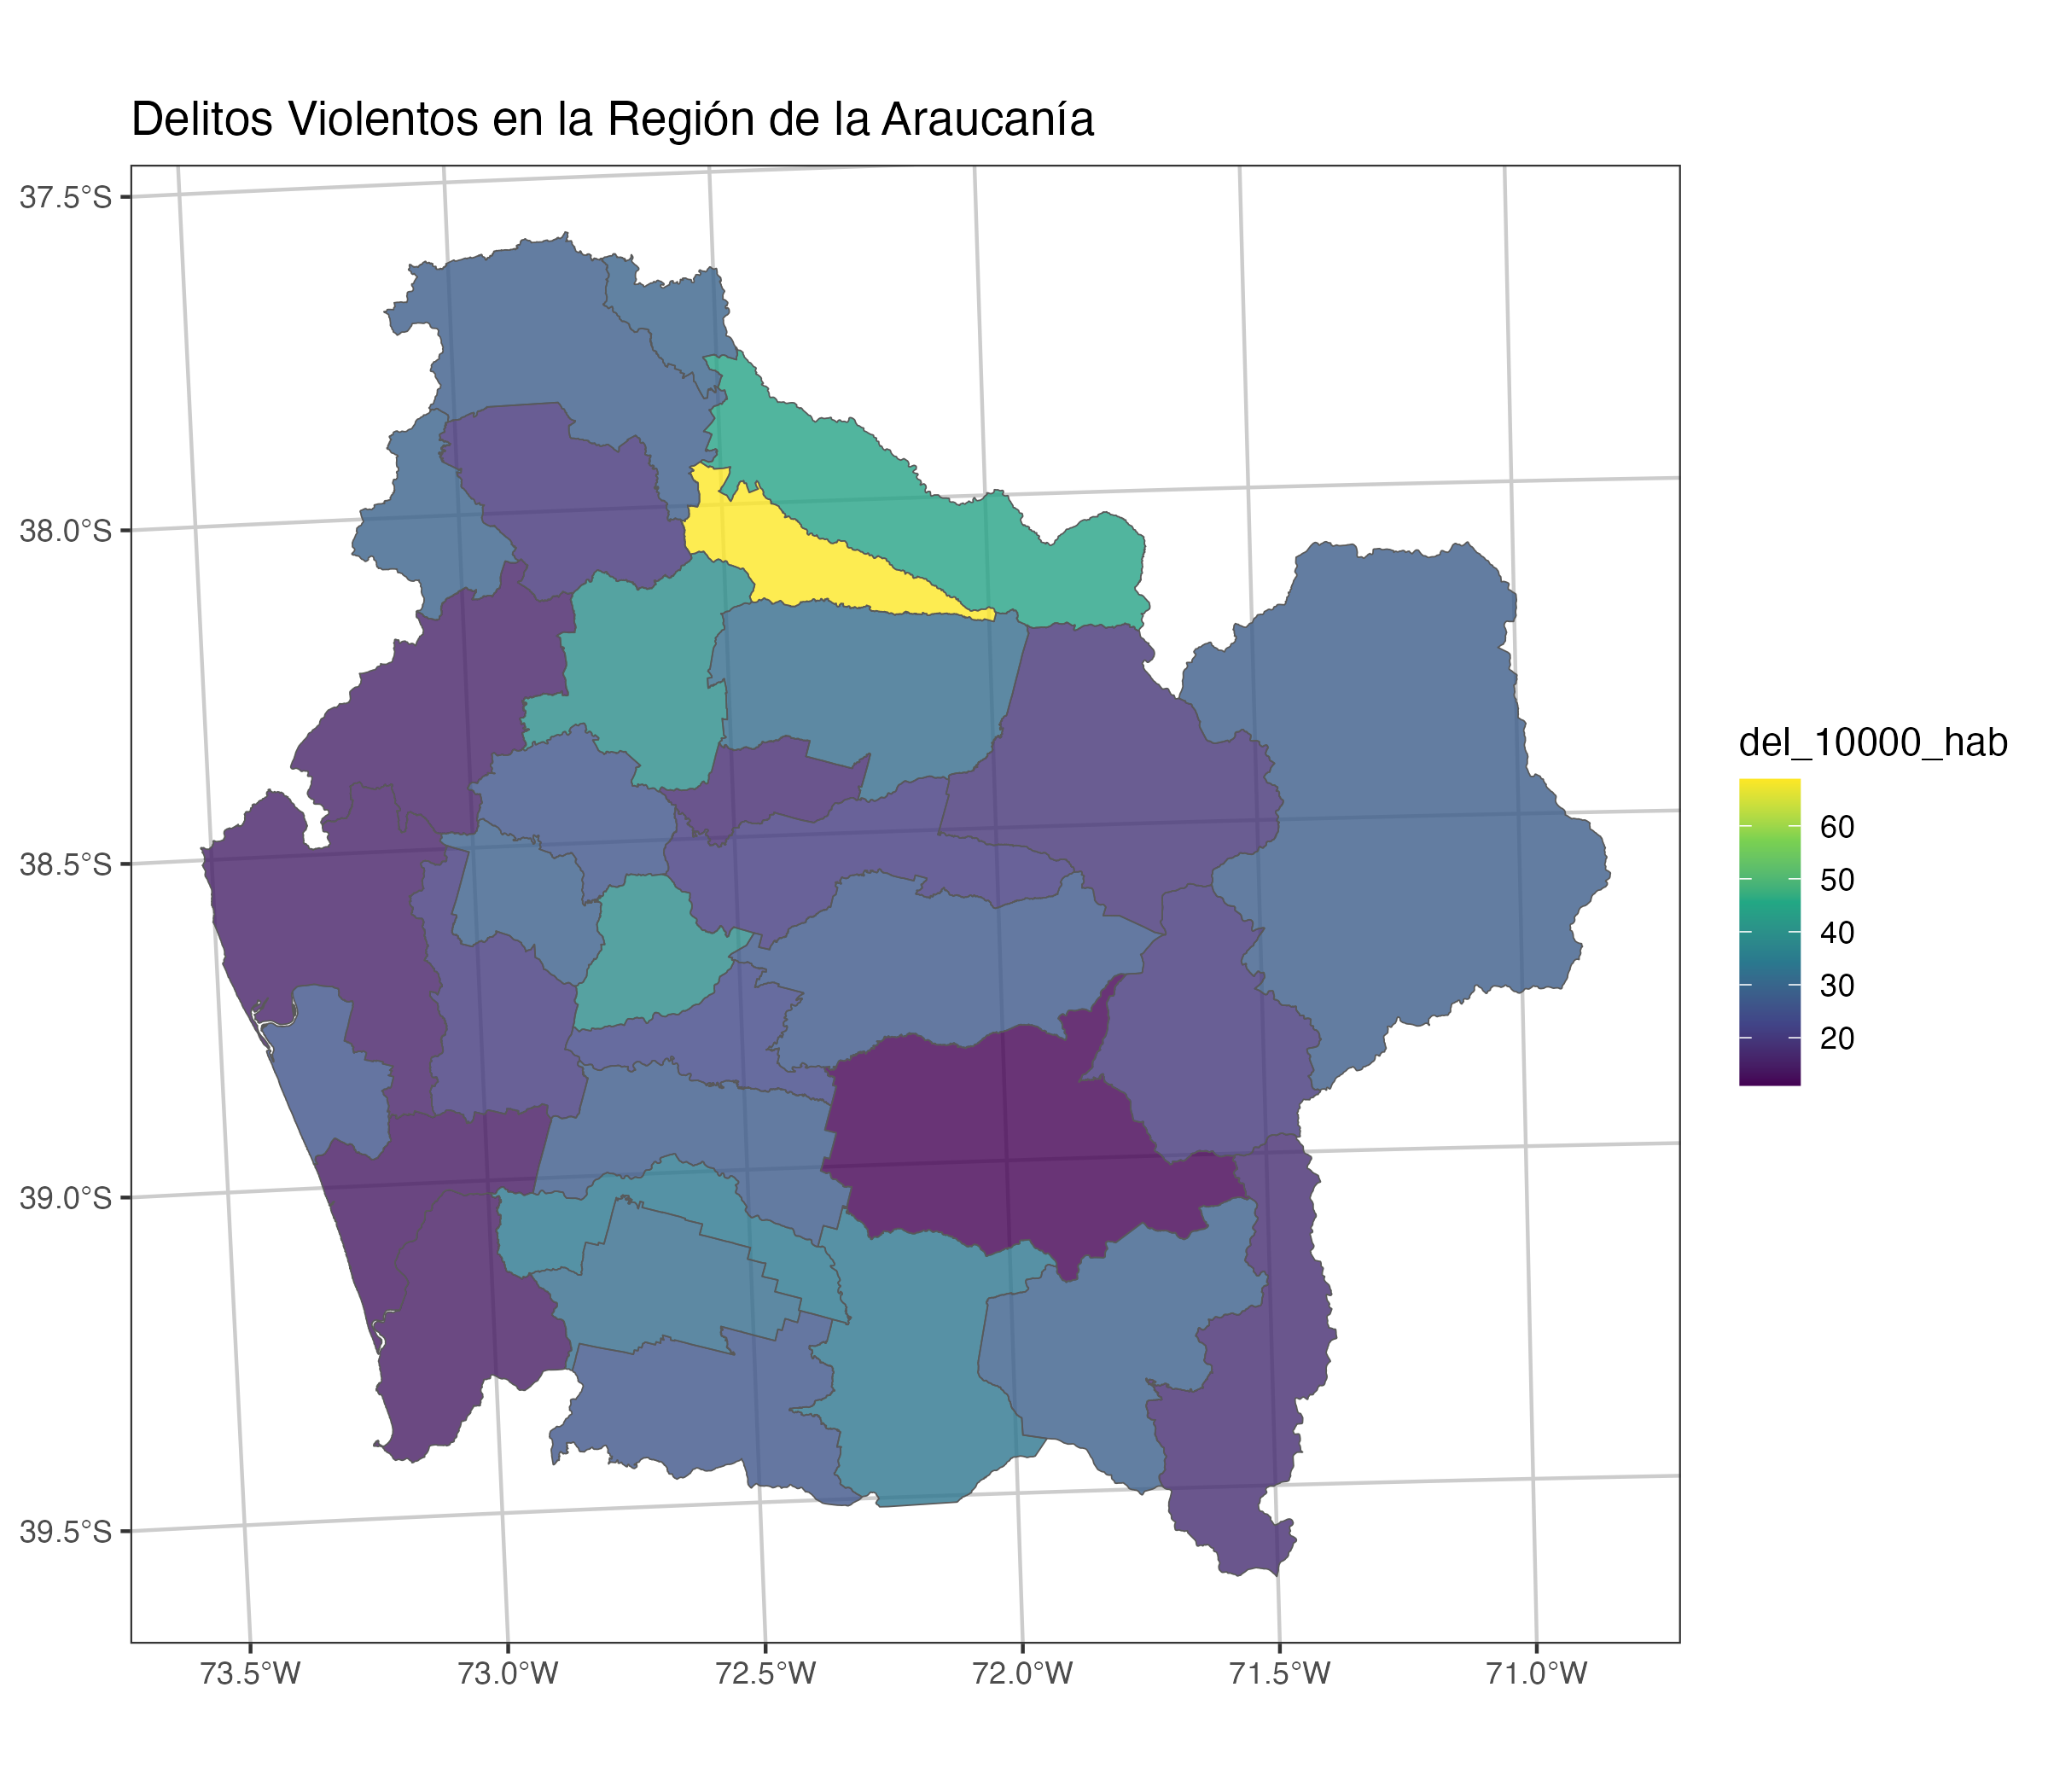 Delitos Violentos en la Región de la Araucanía
37.5°S
38.0°S
38.5°S
39.0°S
39.5°S
73.5°W 73.0°W 72.5°W 72.0°W 71.5°W 71.0°W
del_10000_hab
60
50
40
30
20